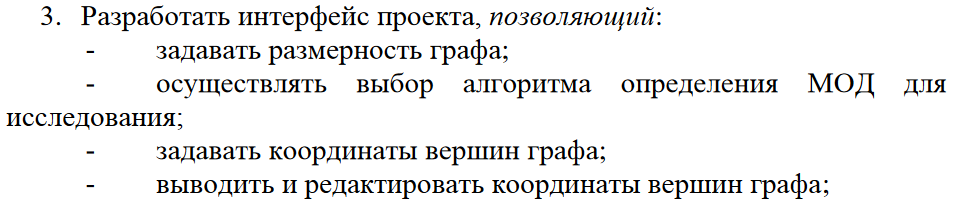 3. Разработать интерфейс проекта, позволяющий:
- задавать размерность графа;
- осуществлять выбор алгоритма определения МОД для
исследования;
- задавать координаты вершин графа;
- выводить и редактировать координаты вершин графа;